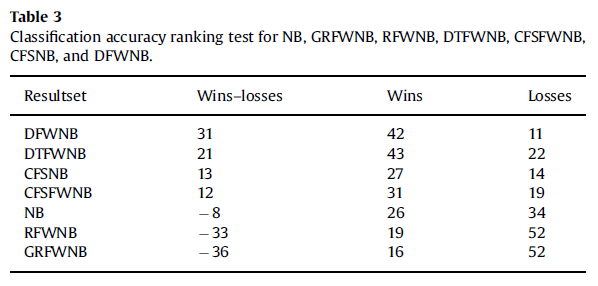 Table 3
Classification accuracy ranking test for NB, GRFWNB, RFWNB, DTFWNB, CFSFWNB,
CFSNB, and DFWNB.
Resultset Wins–losses Wins Losses
DFWNB 31 42 11
DTFWNB 21 43 22
CFSNB 13 27 14
CFSFWNB 12 31 19
NB −8 26 34
RFWNB −33 19 52
GRFWNB −36 16 52